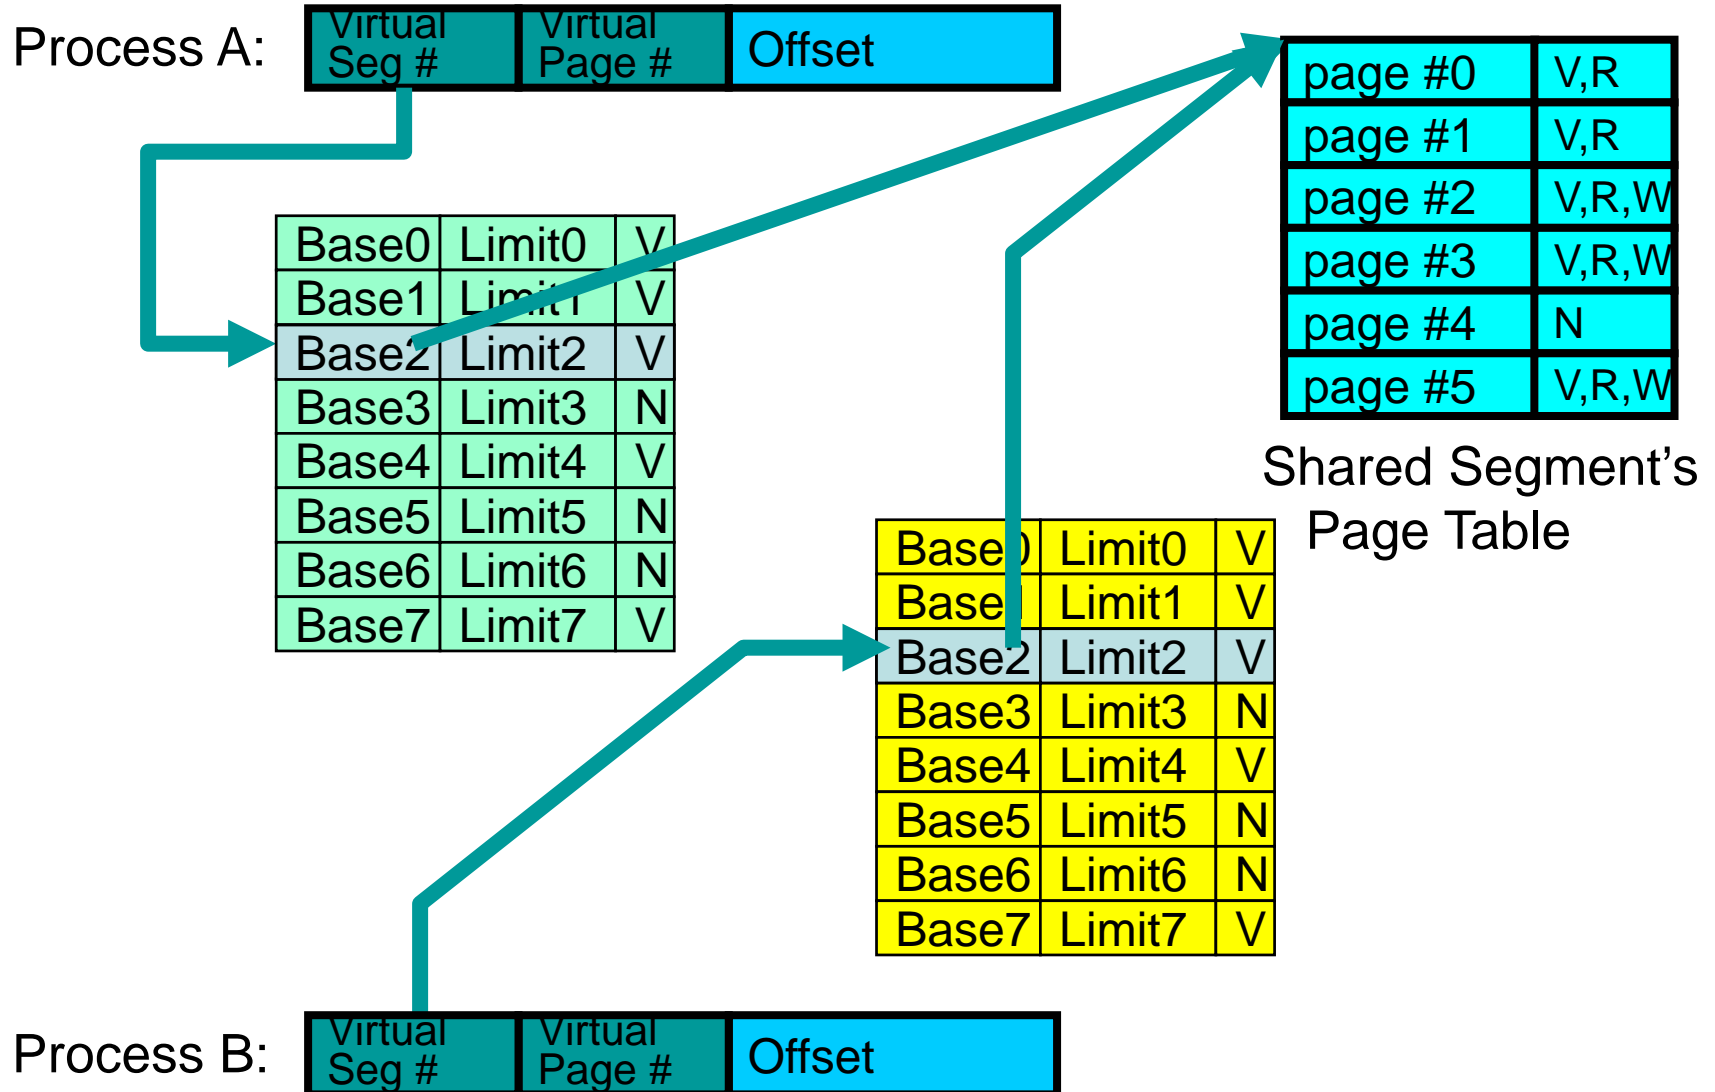 Process A:
Virtual Seg #
Virtual Page #
Offset
page #0 V,R
page #1 V,R
page #2 V,R,W
page #3 V,R,W
page #4 N
page #5 V,R,W
Shared Segment's
Page Table
Base0 Limit0 V
Base1 Limit1 V
Base2 Limit2 V
Base3 Limit3 N
Base4 Limit4 V
Base5 Limit5 N
Base6 Limit6 N
Base7 Limit7 V
Base0 Limit0 V
Base1 Limit1 V
Base2 Limit2 V
Base3 Limit3 N
Base4 Limit4 V
Base5 Limit5 N
Base6 Limit6 N
Base7 Limit7 V
Process B:
Virtual Seg #
Virtual Page #
Offset